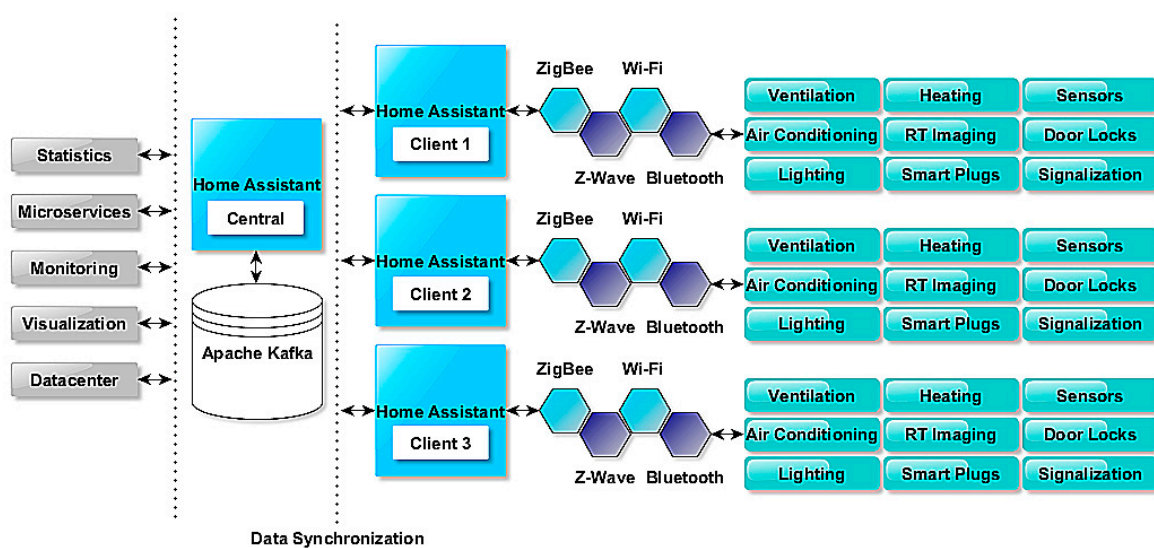 Statistics
Microservices
Monitoring
Visualization
Datacenter
Home Assistant
Central
Apache Kafka
Data Synchronization
Home Assistant
Client 1
ZigBee
Wi-Fi
Z-Wave
Bluetooth
Ventilation
Heating
Sensors
Air Conditioning
RT Imaging
Door Locks
Lighting
Smart Plugs
Signalization
Home Assistant
Client 2
ZigBee
Wi-Fi
Z-Wave
Bluetooth
Ventilation
Heating
Sensors
Air Conditioning
RT Imaging
Door Locks
Lighting
Smart Plugs
Signalization
Home Assistant
Client 3
ZigBee
Wi-Fi
Z-Wave
Bluetooth
Ventilation
Heating
Sensors
Air Conditioning
RT Imaging
Door Locks
Lighting
Smart Plugs
Signalization